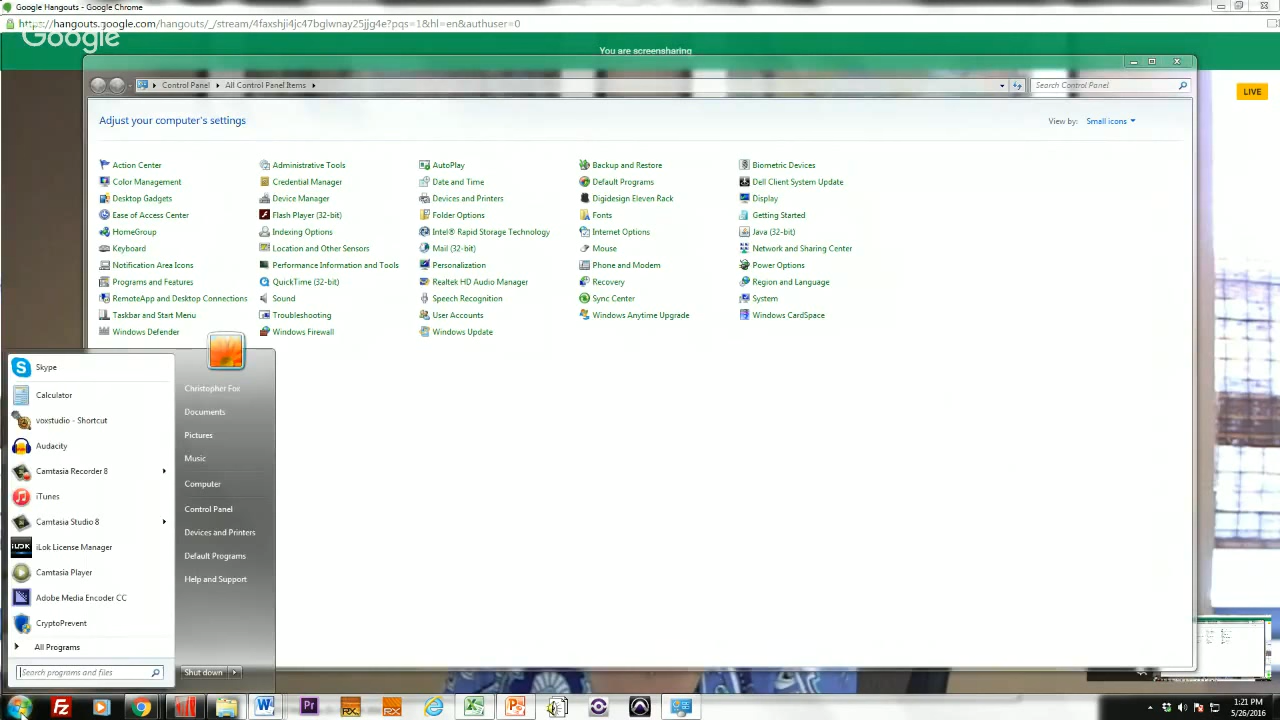 Google Hangouts - Google Chrome
https://hangouts.google.com/hangouts/_/stream/4faxshji4jc47bglwnay25jjg4e?pqs=1&hl=en&authuser=0
Google
You are screensharing
Control Panel All Control Panel Items
Search Control Panel
LIVE
Adjust your computer's settings
View by: Small icons
Action Center Administrative Tools AutoPlay Backup and Restore Biometric Devices
Color Management Credential Manager Date and Time Default Programs Dell Client System Update
Desktop Gadgets Device Manager Devices and Printers Digidesign Eleven Rack Display
Ease of Access Center Flash Player (32-bit) Folder Options Fonts Getting Started
HomeGroup Indexing Options Intel® Rapid Storage Technology Internet Options Java (32-bit)
Keyboard Location and Other Sensors Mail (32-bit) Mouse Network and Sharing Center
Notification Area Icons Performance Information and Tools Personalization Phone and Modem Power Options
Programs and Features QuickTime (32-bit) Realtek HD Audio Manager Recovery Region and Language
RemoteApp and Desktop Connections Sound Speech Recognition Sync Center System
Taskbar and Start Menu Troubleshooting User Accounts Windows Anytime Upgrade Windows CardSpace
Windows Defender Windows Firewall Windows Update
Skype
Calculator
voxstudio - Shortcut
Audacity
Camtasia Recorder 8
iTunes
Camtasia Studio 8
iLOK
iLok License Manager
Camtasia Player
Adobe Media Encoder CC
CryptoPrevent
All Programs
Search programs and files
Christopher Fox
Documents
Pictures
Music
Computer
Control Panel
Devices and Printers
Default Programs
Help and Support
Shut down
Fz
Pr
RX
RX
1:21 PM
5/26/2016